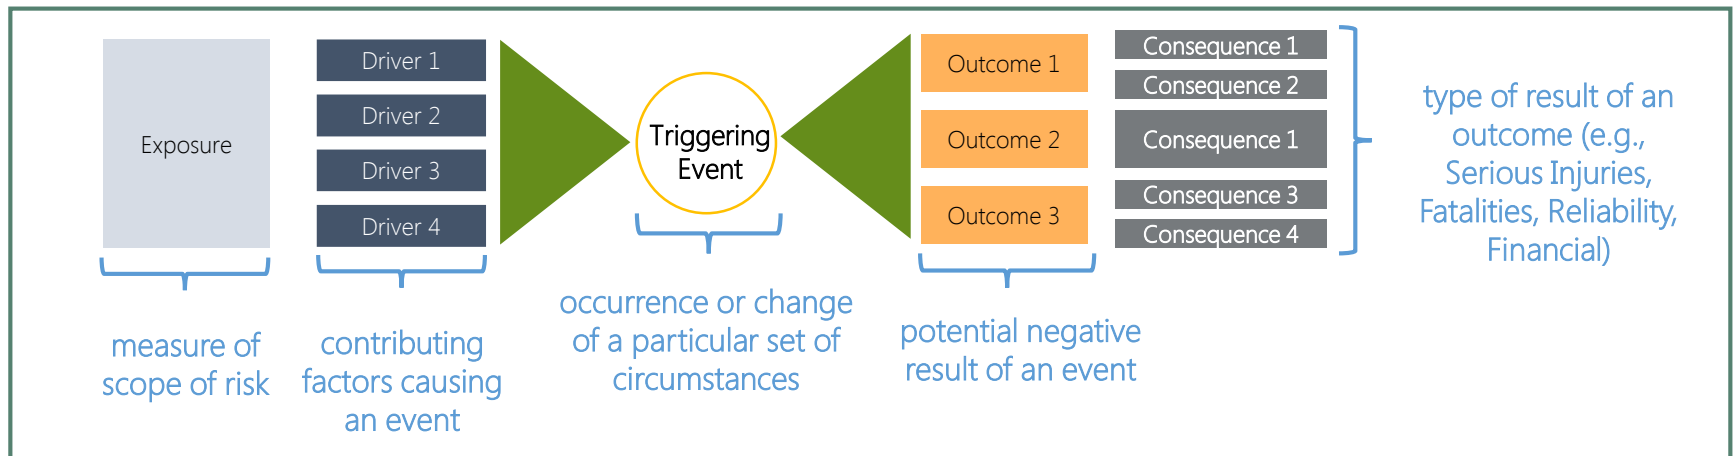 Exposure
measure of
scope of risk
Driver 1
Driver 2
Driver 3
Driver 4
contributing
factors causing
an event
Triggering
Event
occurrence or change
of a particular set of
circumstances
Outcome 1
Outcome 2
Outcome 3
potential negative
result of an event
Consequence 1
Consequence 2
Consequence 1
Consequence 3
Consequence 4
type of result of an
outcome (e.g.,
Serious Injuries,
Fatalities, Reliability,
Financial)